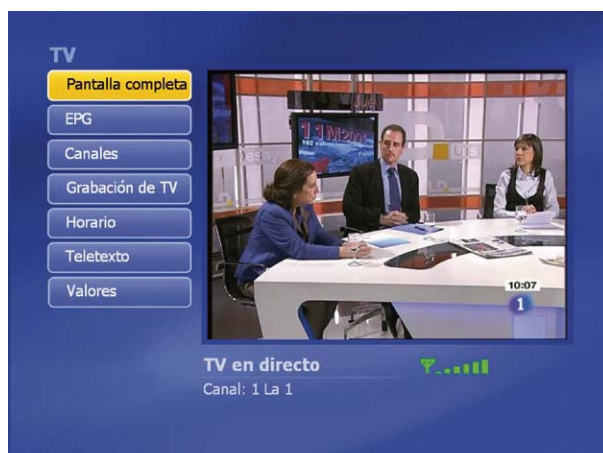 TV
Pantalla completa
EPG
Canales
Grabación de TV
Horario
Teletexto
Valores
11M200
10:07
1
TV en directo
Canal: 1 La 1